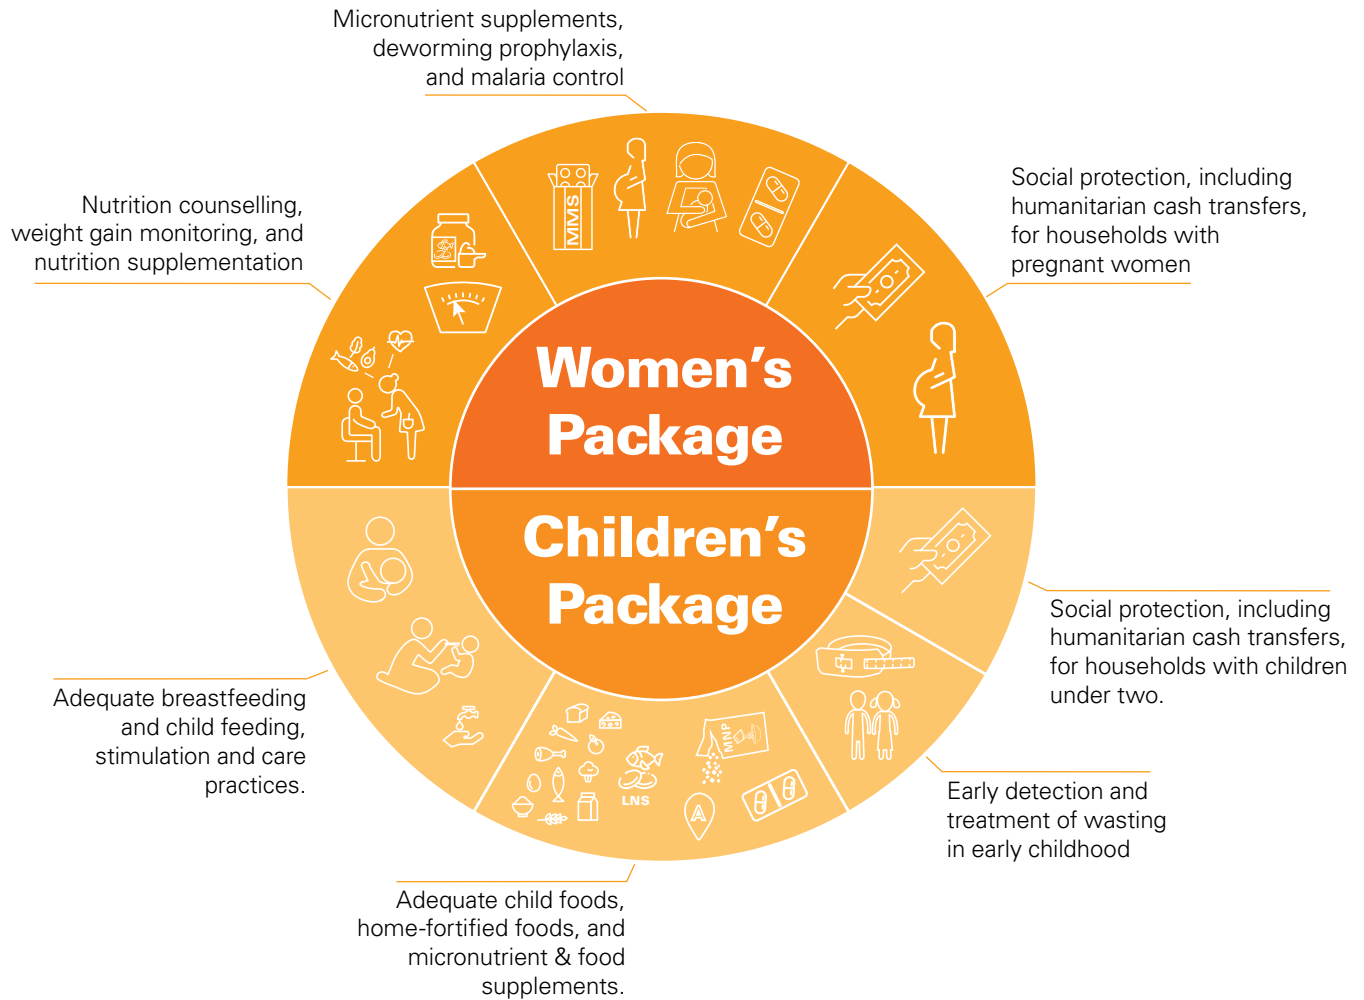 Micronutrient supplements,
deworming prophylaxis,
and malaria control
Nutrition counselling,
weight gain monitoring, and
nutrition supplementation
Social protection, including
humanitarian cash transfers,
for households with
pregnant women
MMS
Women's
Package
Children's
Package
Social protection, including
humanitarian cash transfers,
for households with children
under two.
Adequate breastfeeding
and child feeding,
stimulation and care
practices.
MNP
LNS
A
Early detection and
treatment of wasting
in early childhood
Adequate child foods,
home-fortified foods, and
micronutrient & food
supplements.